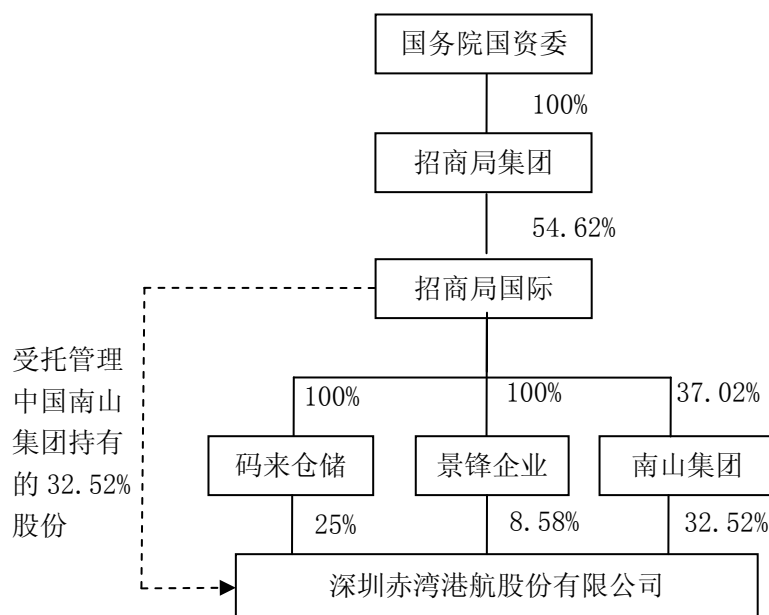 国务院国资委
100%
招商局集团
54.62%
招商局国际
受托管理
中国南山
集团持有
的 32.52%
股份
100%
100%
37.02%
码来仓储
景锋企业
南山集团
25%
8.58%
32.52%
深圳赤湾港航股份有限公司